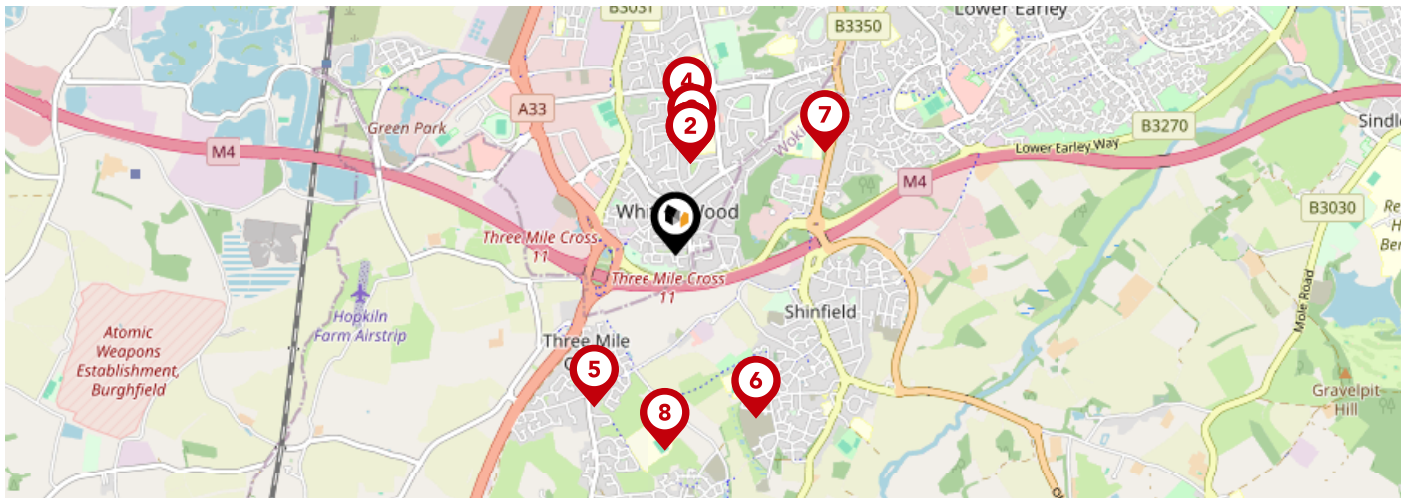 B3031
Lower Earley
B3350
4
A33
7
Green Park
2
B3270
Sindl
M4
Lower Earley Way
M4
B3030
Three Mile Cross
11
Three Mile Cross
11
Mole Road
Hopkiln
Farm Airstrip
Shinfield
Atomic
Weapons
Establishment,
Burghfield
Three Mile
5
6
8
Gravelpit
Hill